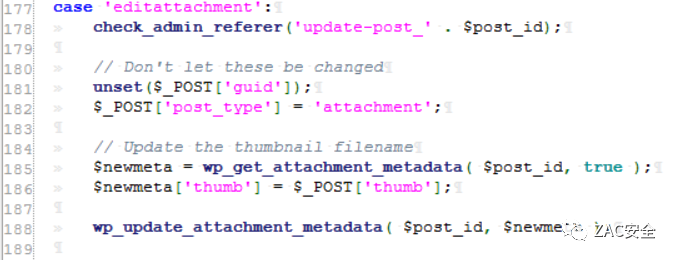 177 case 'editattachment':
178 check_admin_referer('update-post_' . $post_id);
179
180 // Don't let these be changed
181 unset($_POST['guid']);
182 $_POST['post_type'] = 'attachment';
183
184 // Update the thumbnail filename
185 $newmeta = wp_get_attachment_metadata( $post_id, true );
186 $newmeta['thumb'] = $_POST['thumb'];
187
188 wp_update_attachment_metadata( $post_id, $newmeta
189
ZAC安全